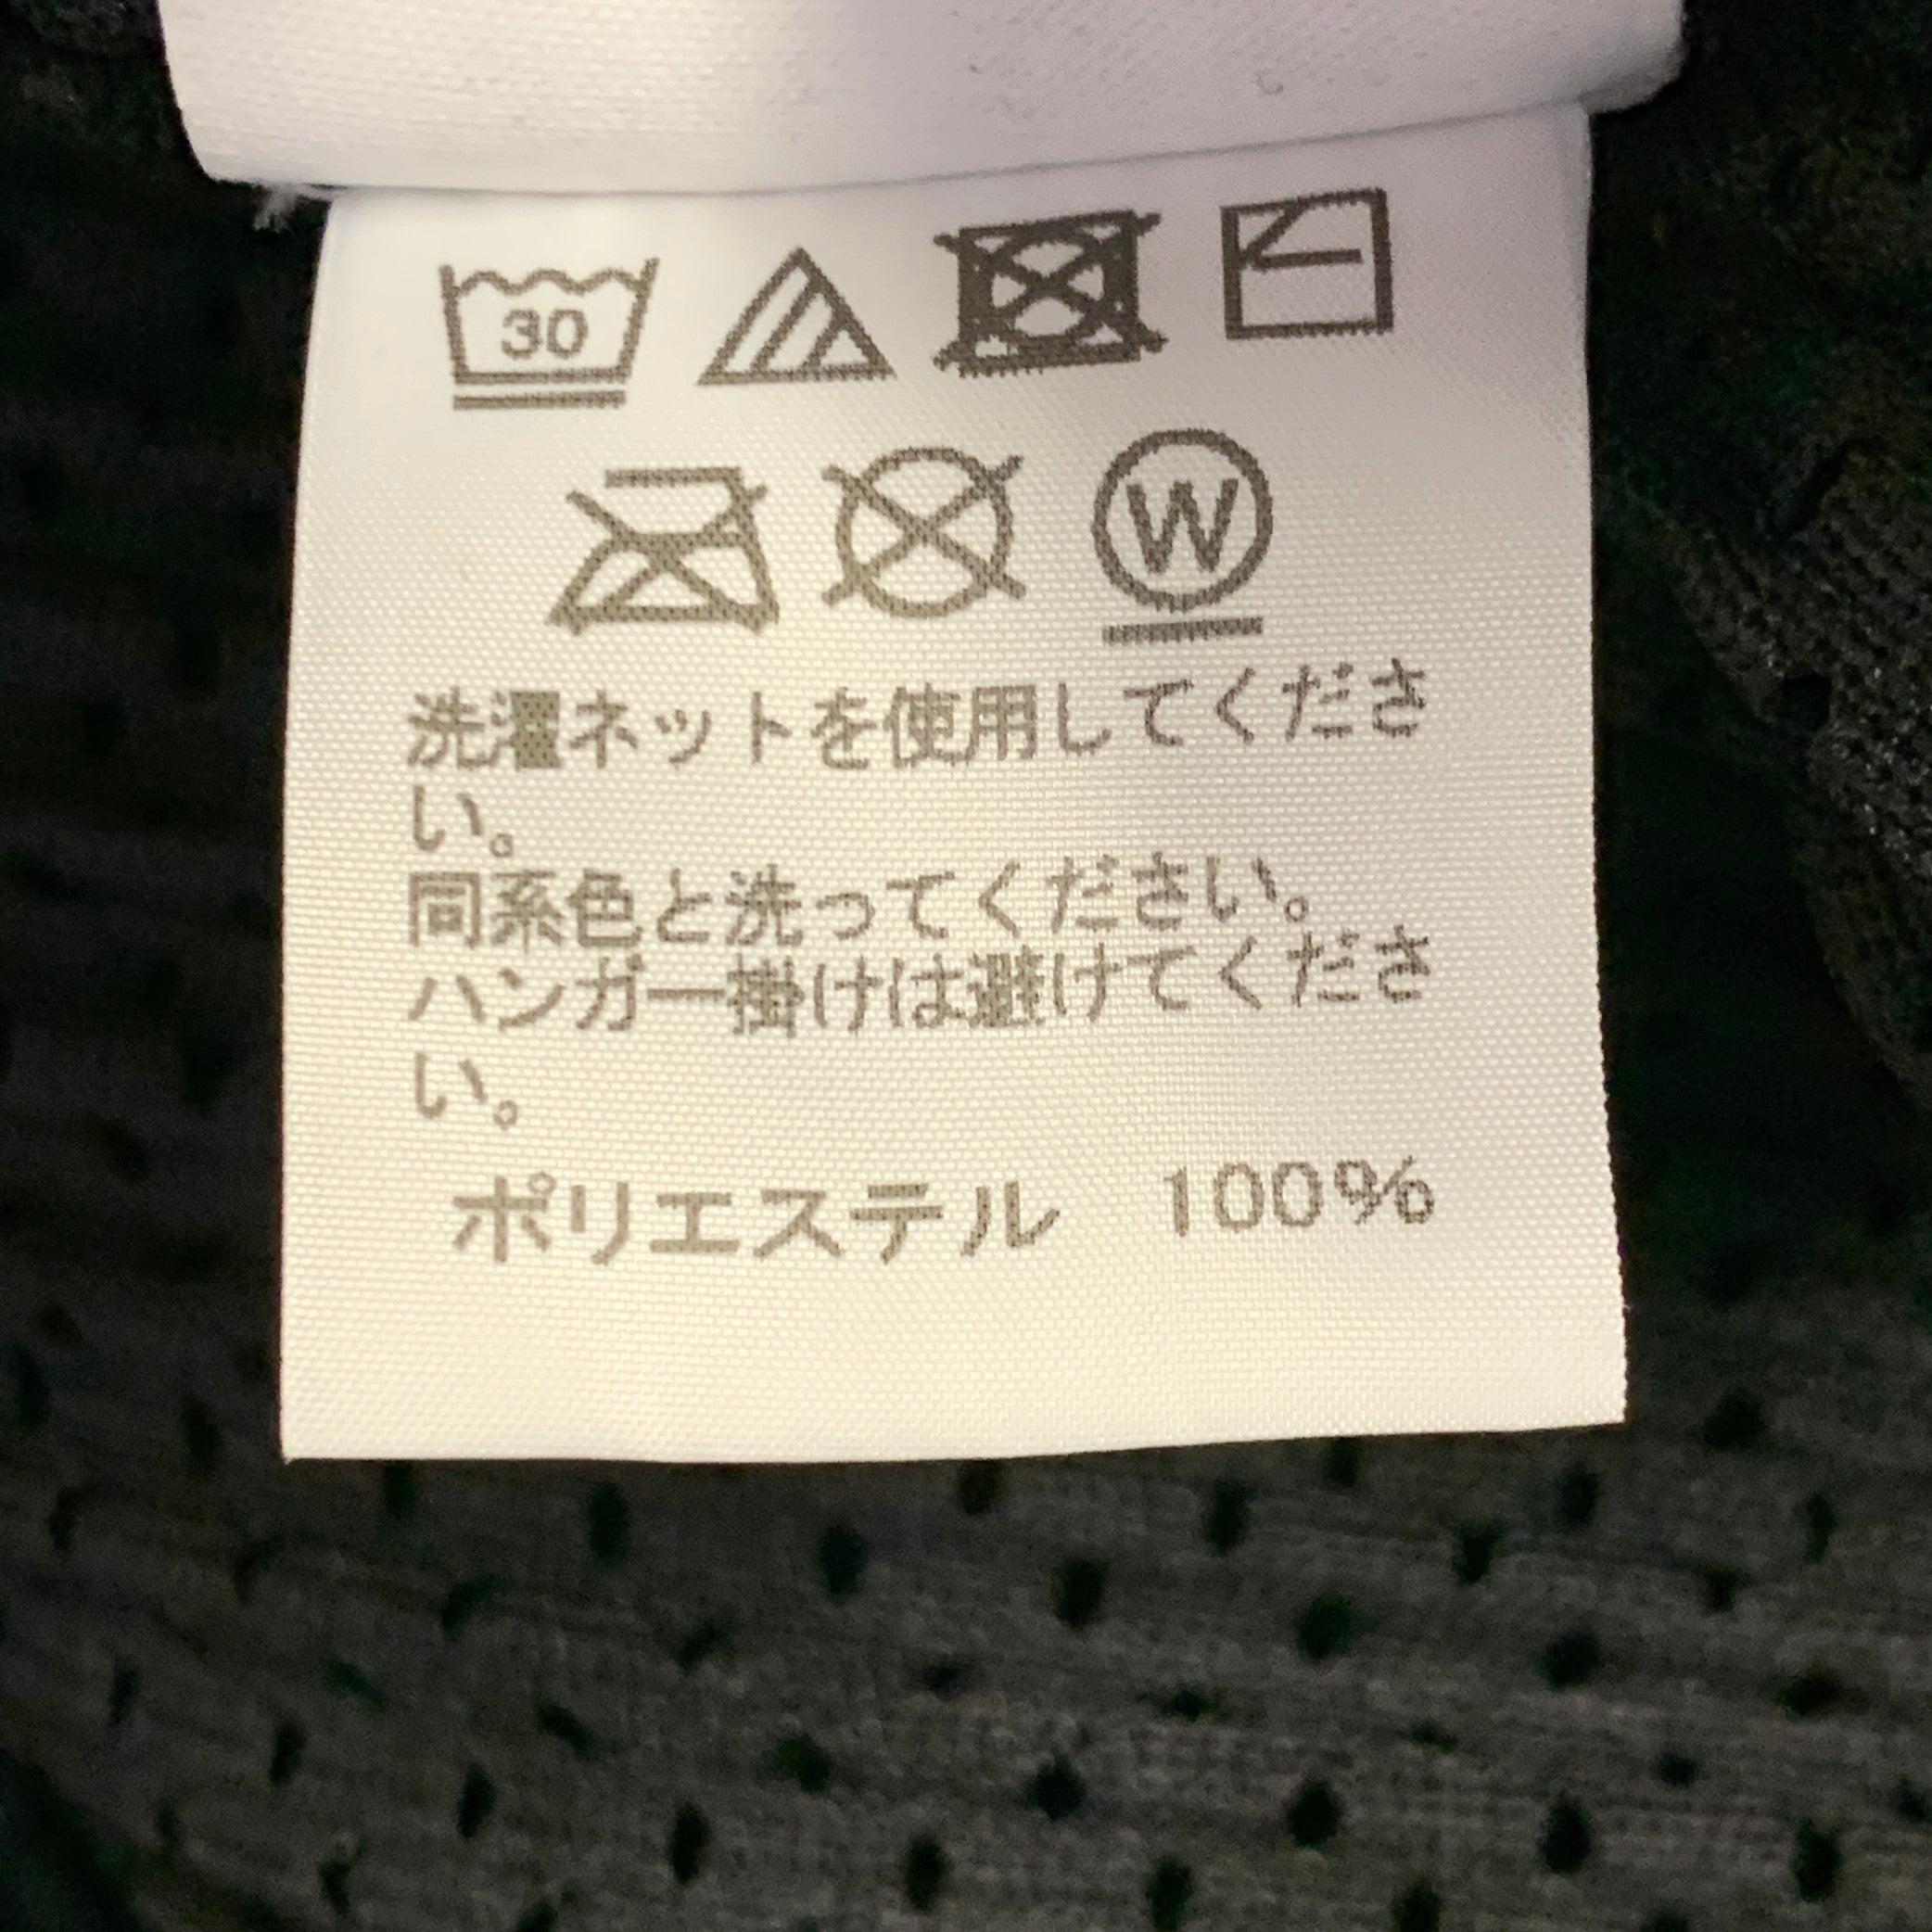 30
W
洗濯ネットを使用してくださ
い。
同系色と洗ってください。
ハンガー掛けは避けてくださ
い。
ポリエステル 100%